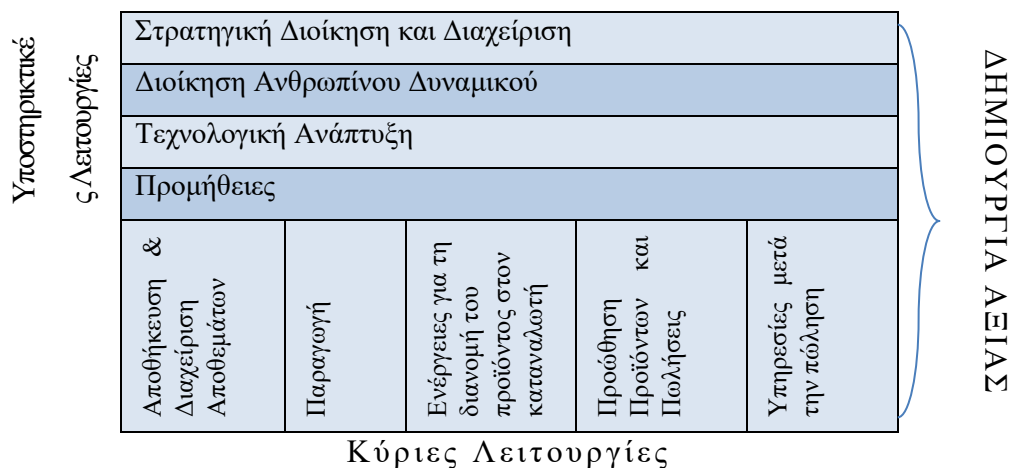 Υποστηρικτικέ
ς Λειτουργίες
Στρατηγική Διοίκηση και Διαχείριση
Διοίκηση Ανθρωπίνου Δυναμικού
Τεχνολογική Ανάπτυξη
Προμήθειες
Αποθήκευση &
Διαχείριση
Αποθεμάτων
Παραγωγή
Ενέργειες για τη
διανομή του
προϊόντος στον
καταναλωτή
Προώθηση
Προϊόντων και
Πωλήσεις
Υπηρεσίες μετά
την πώληση
ΔΗΜΙΟΥΡΓΙΑ ΑΞΙΑΣ
Κύριες Λειτουργίες